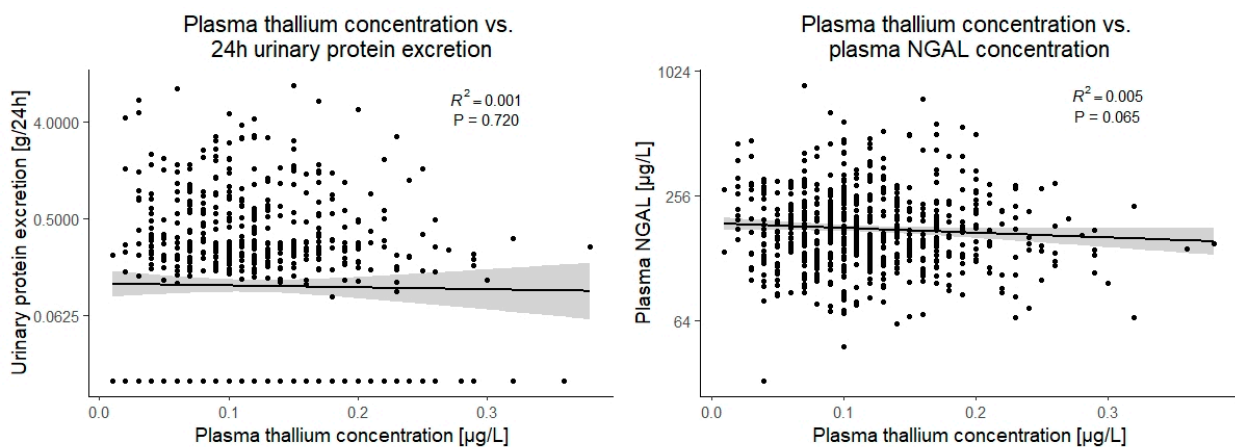 Plasma thallium concentration vs.
24h urinary protein excretion
R² = 0.001
P = 0.720
Urinary protein excretion [g/24h]
4.0000
0.5000
0.0625
0.0
0.1
0.2
0.3
Plasma thallium concentration [µg/L]
Plasma thallium concentration vs.
plasma NGAL concentration
R² = 0.005
P = 0.065
Plasma NGAL [µg/L]
1024
256
64
0.0
0.1
0.2
0.3
Plasma thallium concentration [µg/L]